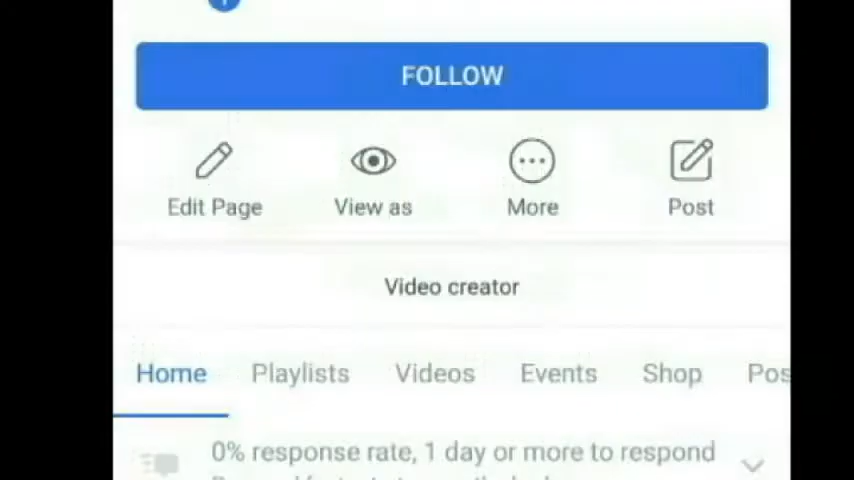 FOLLOW
Edit Page View as More Post
Video creator
Home Playlists Videos Events Shop Pos
0% response rate, 1 day or more to respond